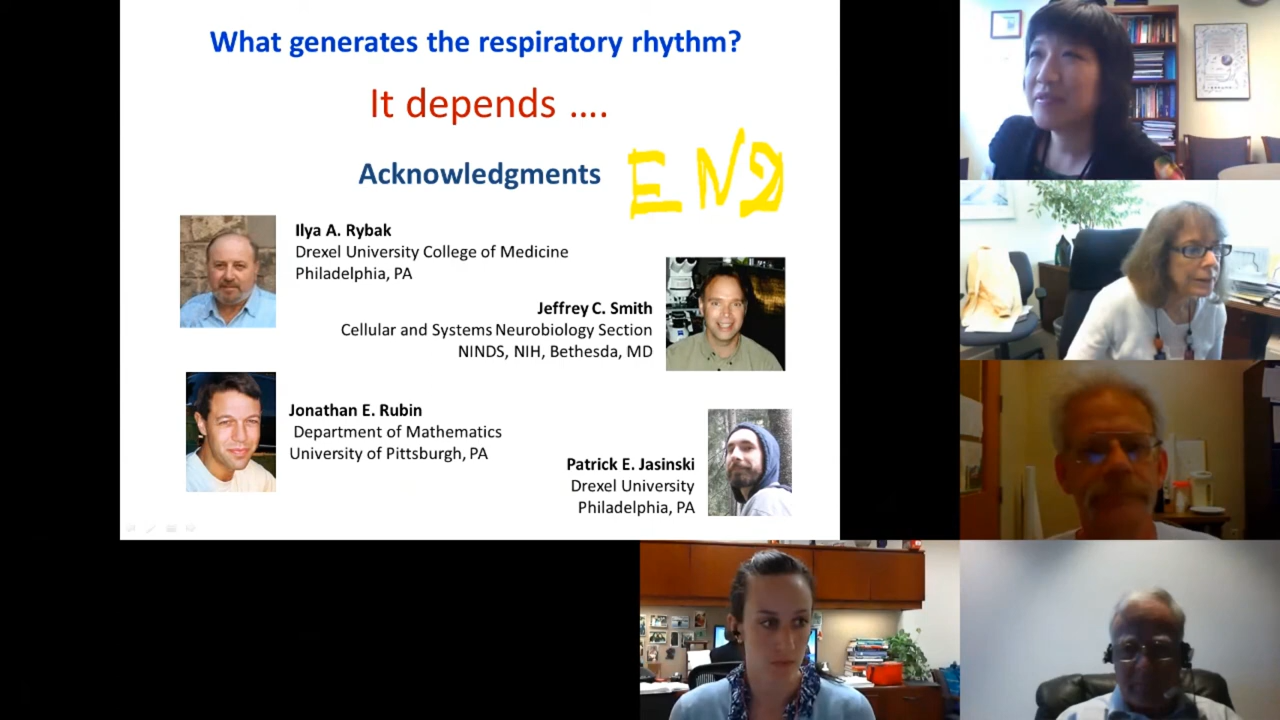 What generates the respiratory rhythm?
It depends ....
Acknowledgments
END
Ilya A. Rybak
Drexel University College of Medicine
Philadelphia, PA
Jeffrey C. Smith
Cellular and Systems Neurobiology Section
NINDS, NIH, Bethesda, MD
Jonathan E. Rubin
Department of Mathematics
University of Pittsburgh, PA
Patrick E. Jasinski
Drexel University
Philadelphia, PA